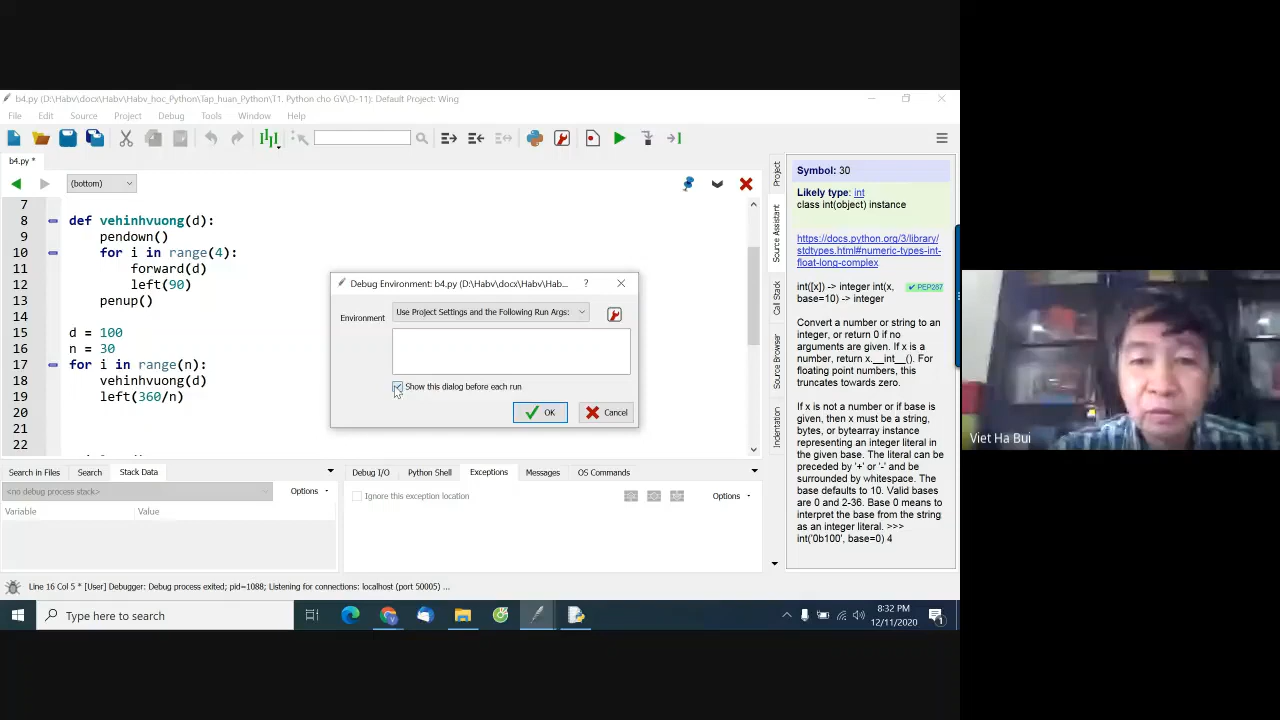 b4.py (D:\Habv\docx\Habv\Habv_hoc_Python\Tap_huan_Python\T1. Python cho GV\D-11): Default Project: Wing
File Edit Source Project Debug Tools Window Help
b4.py *
(bottom)
7
8 def vehinhvuong(d):
9 pendown()
10 for i in range(4):
11 forward(d)
12 left(90)
13 penup()
14
15 d = 100
16 n = 30
17 for i in range(n):
18 vehinhvuong(d)
19 left(360/n)
20
21
22
Debug Environment: b4.py (D:\Habv\docx\Habv\Hab... ?
Environment Use Project Settings and the Following Run Args:
Show this dialog before each run
OK Cancel
Project
Source Assistant
Call Stack
Source Browser
Indentation
Symbol: 30
Likely type: int
class int(object) instance
https://docs.python.org/3/library/
stdtypes.html#numeric-types-int-
float-long-complex
int([x]) -> integer int(x, PEP287
base=10) -> integer
Convert a number or string to an
integer, or return 0 if no
arguments are given. If x is a
number, return x.__int__(). For
floating point numbers, this
truncates towards zero.
If x is not a number or if base is
given, then x must be a string,
bytes, or bytearray instance
representing an integer literal in
the given base. The literal can be
preceded by '+' or '-' and be
surrounded by whitespace. The
base defaults to 10. Valid bases
are 0 and 2-36. Base 0 means to
interpret the base from the string
as an integer literal. >>>
int('0b100', base=0) 4
Search in Files Search Stack Data
<no debug process stack> Options
Variable Value
Debug I/O Python Shell Exceptions Messages OS Commands
Ignore this exception location Options
Line 16 Col 5 * [User] Debugger: Debug process exited; pid=1088; Listening for connections: localhost (port 50005) ...
Type here to search
8:32 PM
12/11/2020
1
Viet Ha Bui